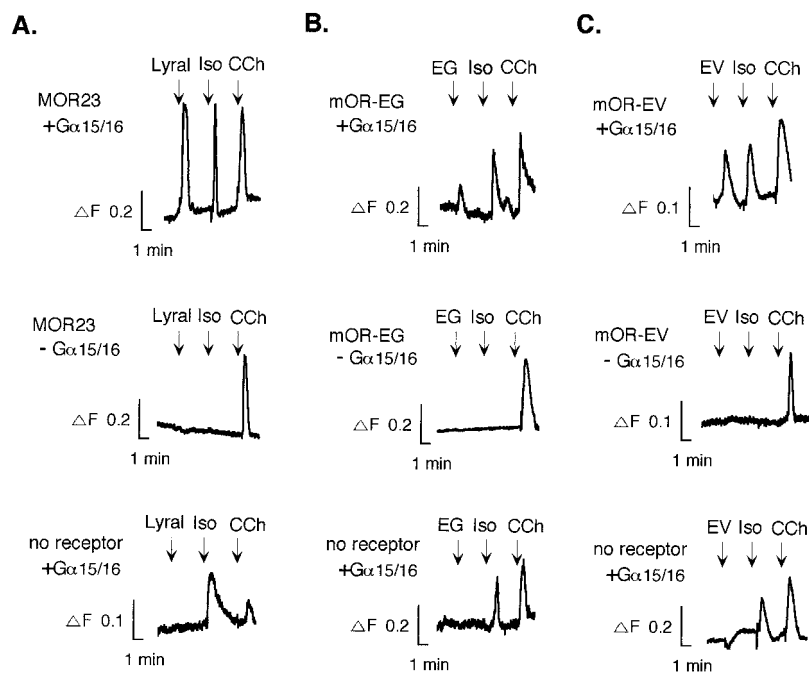 A.
Lyral Iso CCh
MOR23
+Gα15/16
△F 0.2
1 min
Lyral Iso CCh
MOR23
- Gα15/16
△F 0.2
1 min
Lyral Iso CCh
no receptor
+Gα15/16
△F 0.1
1 min
B.
EG Iso CCh
mOR-EG
+Gα15/16
△F 0.2
1 min
EG Iso CCh
mOR-EG
- Gα15/16
△F 0.2
1 min
EG Iso CCh
no receptor
+Gα15/16
△F 0.2
1 min
C.
EV Iso CCh
mOR-EV
+Gα15/16
△F 0.1
1 min
EV Iso CCh
mOR-EV
- Gα15/16
△F 0.1
1 min
EV Iso CCh
no receptor
+Gα15/16
△F 0.2
1 min